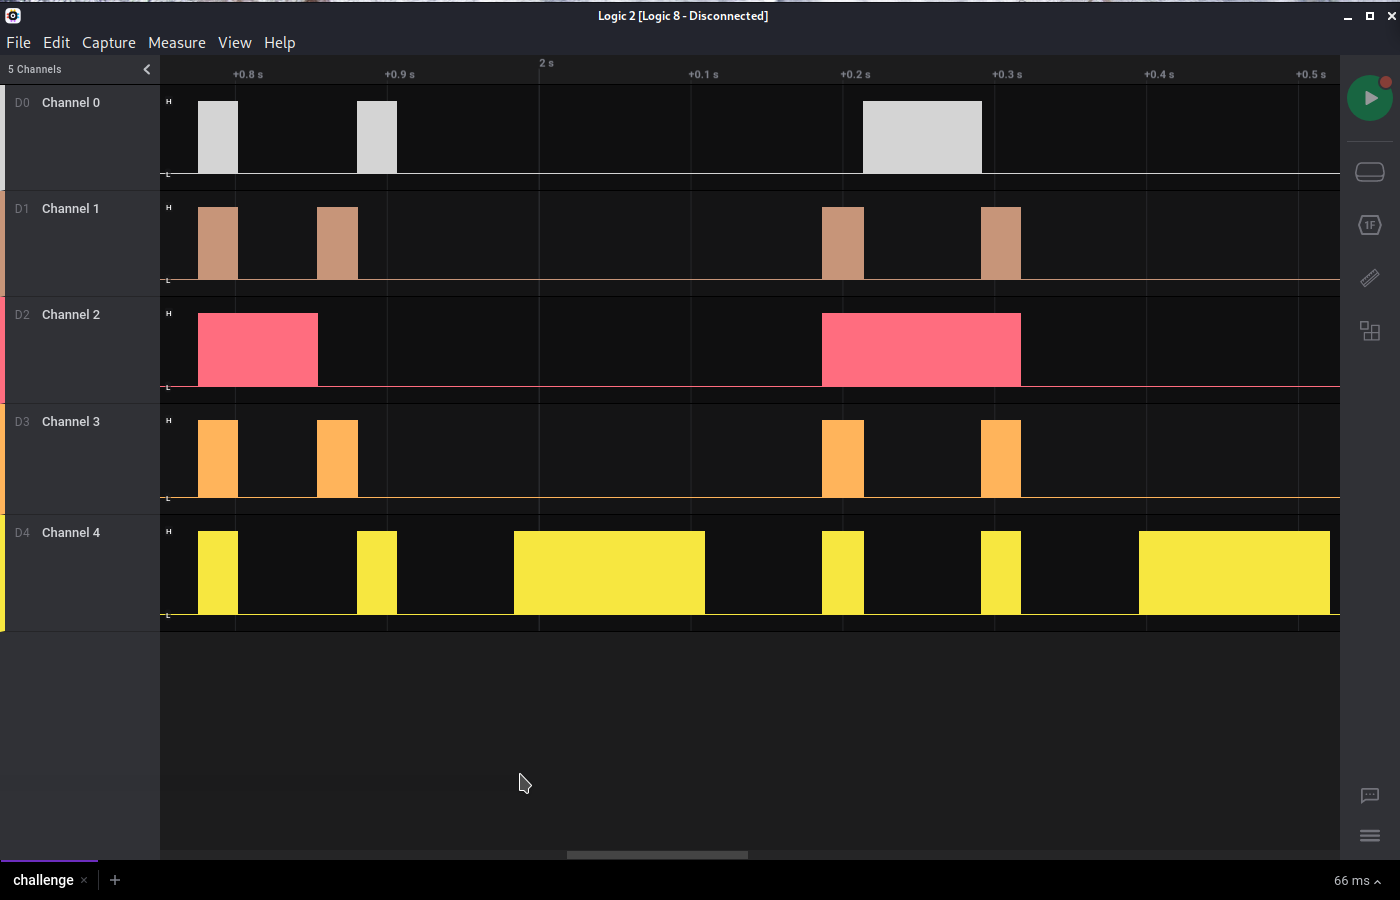 Logic 2 [Logic 8 - Disconnected]
File Edit Capture Measure View Help
5 Channels
+0.8 s +0.9 s 2 s +0.1 s +0.2 s +0.3 s +0.4 s +0.5 s
D0 Channel 0
H
L
D1 Channel 1
H
L
D2 Channel 2
H
L
D3 Channel 3
H
L
D4 Channel 4
H
L
1F
challenge × +
66 ms